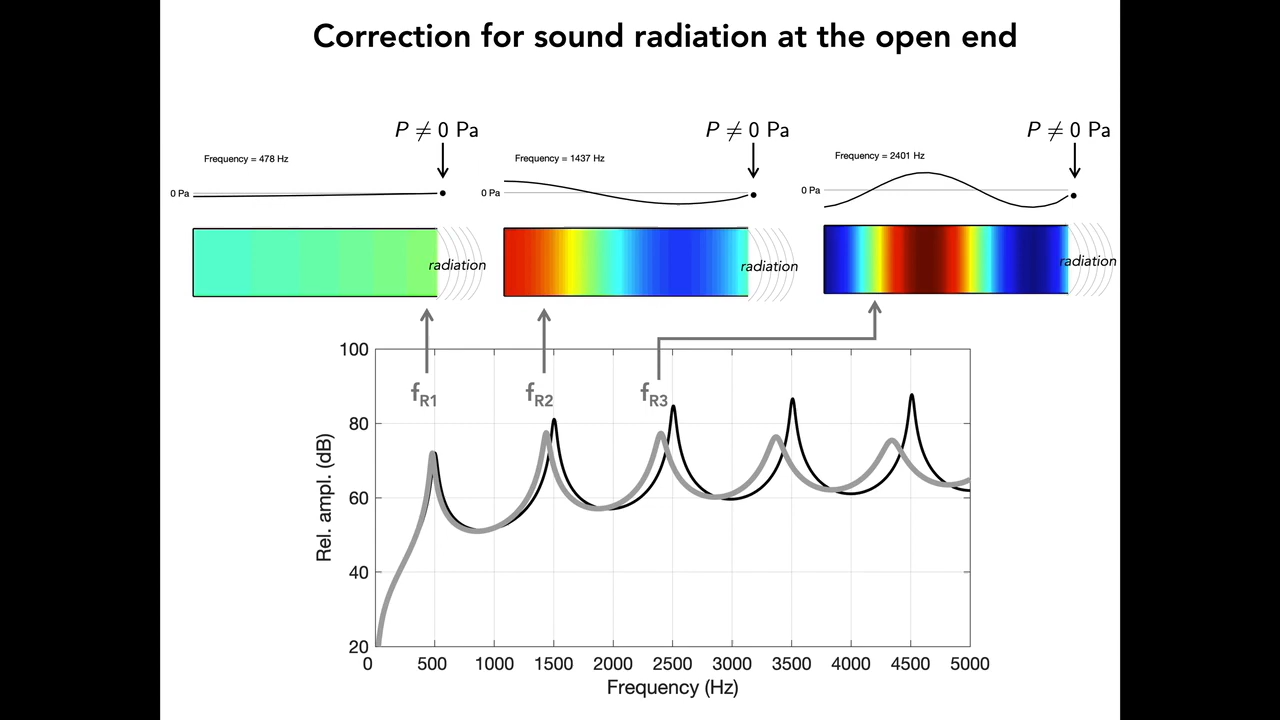 Correction for sound radiation at the open end
P ≠ 0 Pa
P ≠ 0 Pa
P ≠ 0 Pa
Frequency = 478 Hz
Frequency = 1437 Hz
Frequency = 2401 Hz
0 Pa
0 Pa
0 Pa
radiation
radiation
radiation
fR1
fR2
fR3
100
80
60
40
20
Rel. ampl. (dB)
0 500 1000 1500 2000 2500 3000 3500 4000 4500 5000
Frequency (Hz)